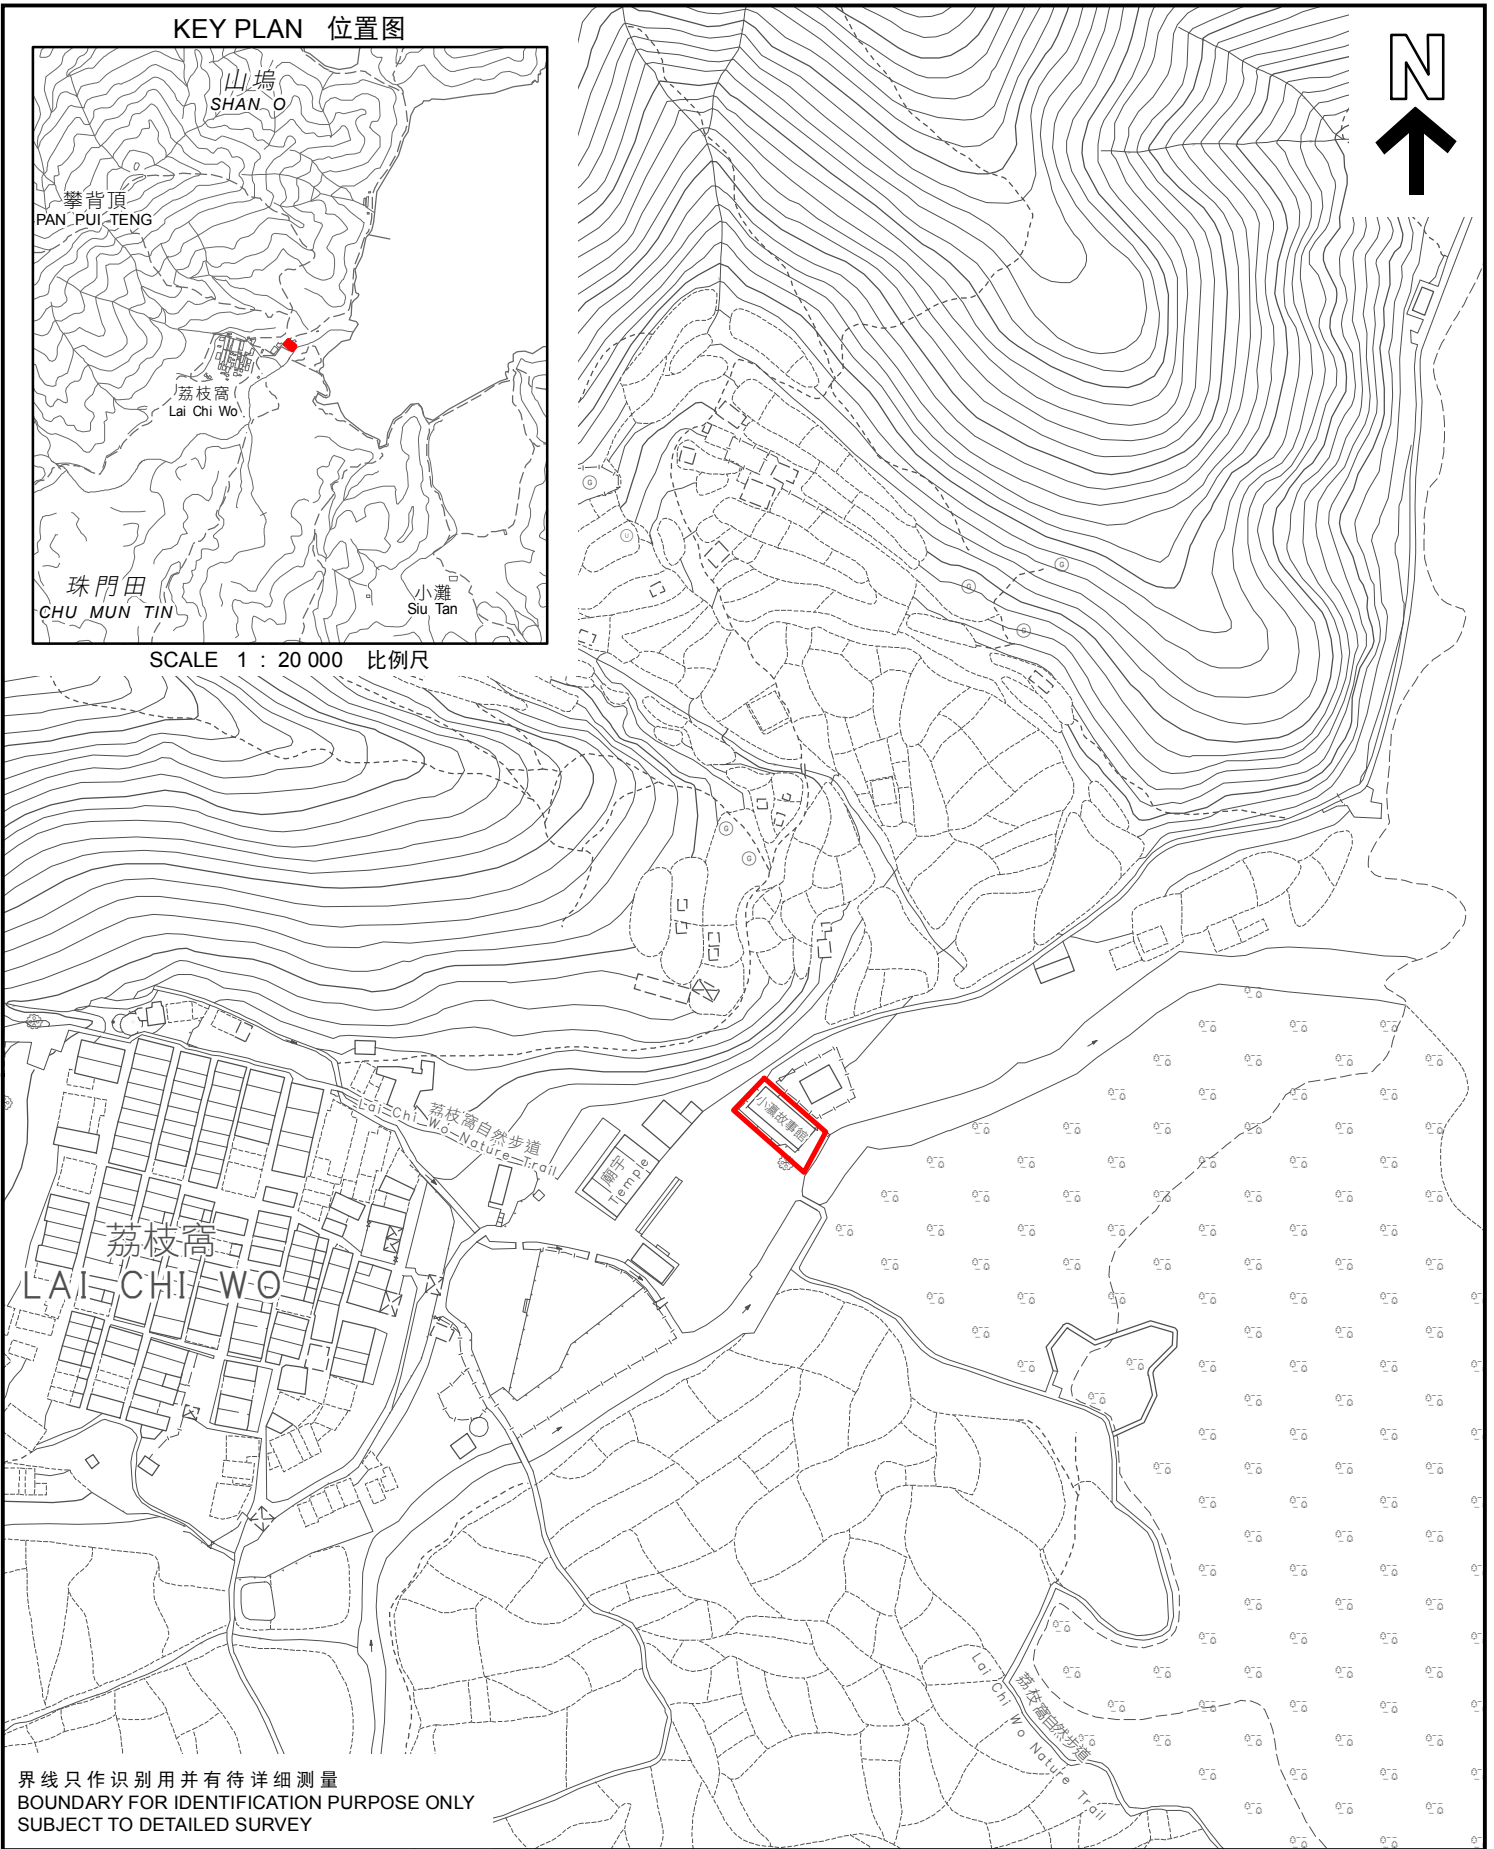 KEY PLAN 位置图
N
山塢
SHAN O
攀背頂
PAN PUI TENG
荔枝窩
Lai Chi Wo
珠門田
CHU MUN TIN
小灘
Siu Tan
SCALE 1 : 20 000 比例尺
G
U
G
G
G
G
G
小瀛故事館
荔枝窩自然步道
Lai Chi Wo Nature Trail
廟宇
Temple
荔枝窩
LAI CHI WO
荔枝窩自然步道
Lai Chi Wo Nature Trail
界线只作识别用并有待详细测量
BOUNDARY FOR IDENTIFICATION PURPOSE ONLY
SUBJECT TO DETAILED SURVEY